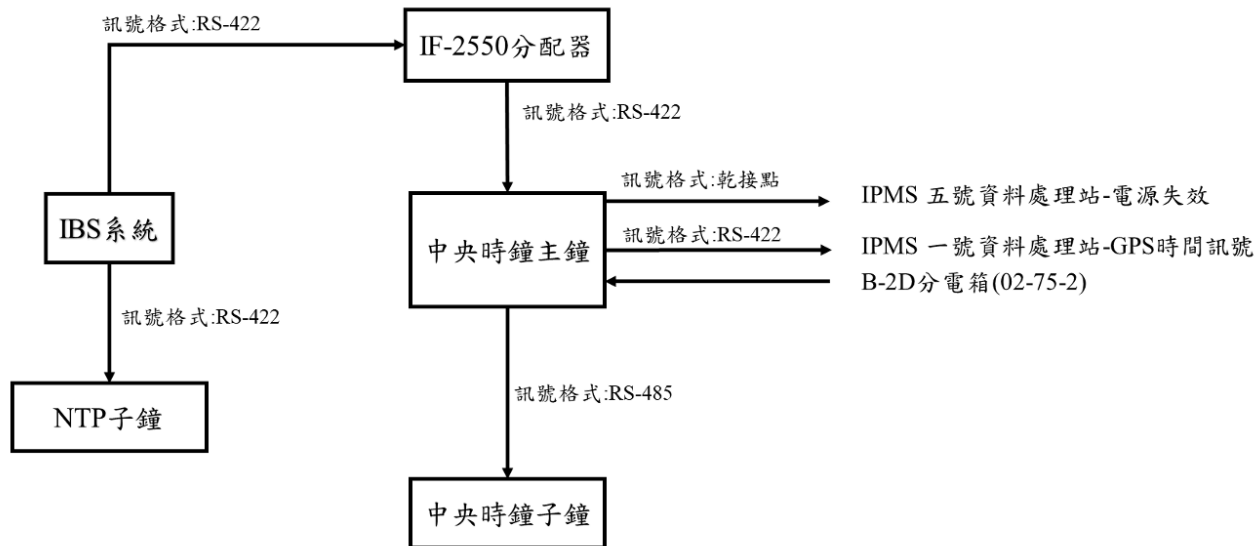 訊號格式:RS-422
IF-2550分配器
訊號格式:RS-422
訊號格式:乾接點
IPMS 五號資料處理站-電源失效
IBS系統
中央時鐘主鐘
訊號格式:RS-422
IPMS 一號資料處理站-GPS時間訊號
B-2D分電箱(02-75-2)
訊號格式:RS-422
訊號格式:RS-485
NTP子鐘
中央時鐘子鐘